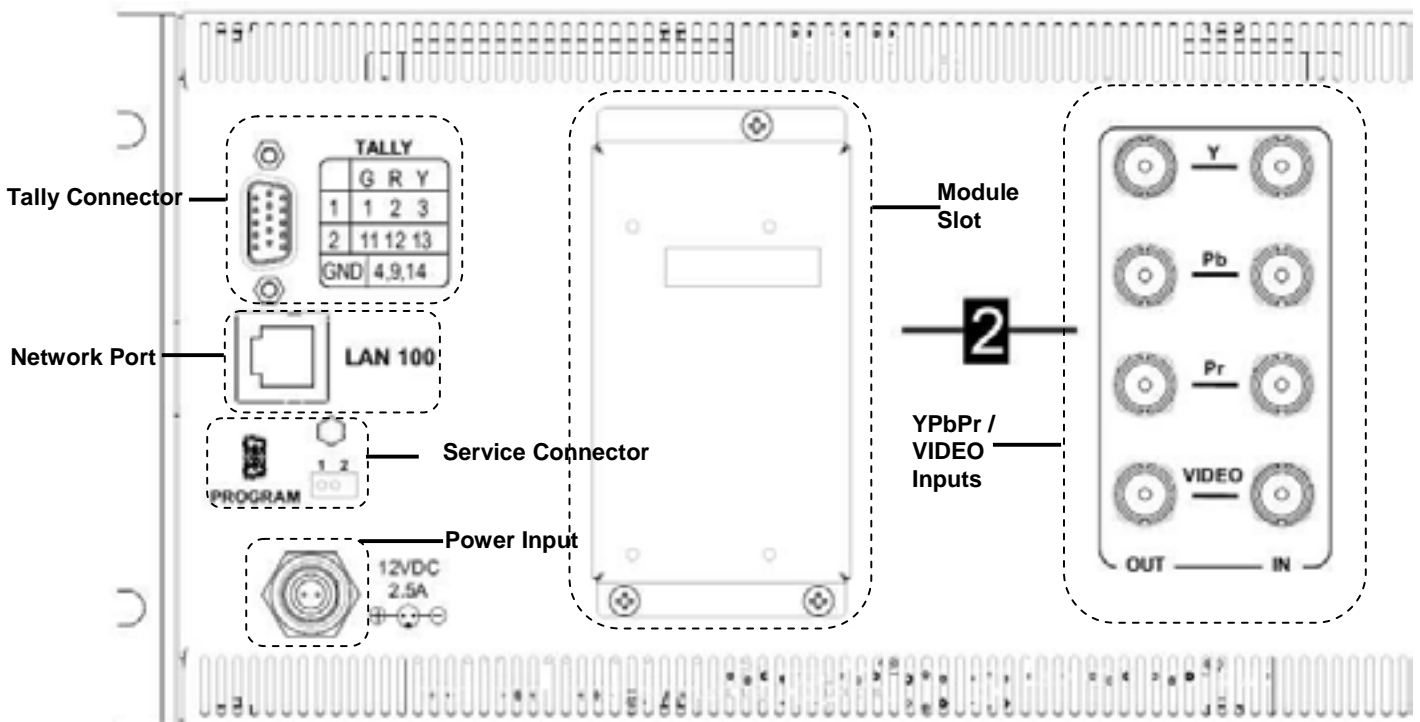 TALLY
G R Y
1 1 2 3
2 11 12 13
GND 4,9,14
Tally Connector
Network Port
LAN 100
Service Connector
1 2
PROGRAM
Power Input
12VDC
2.5A
Module
Slot
2
YPbPr /
VIDEO
Inputs
Y
Pb
Pr
VIDEO
OUT IN